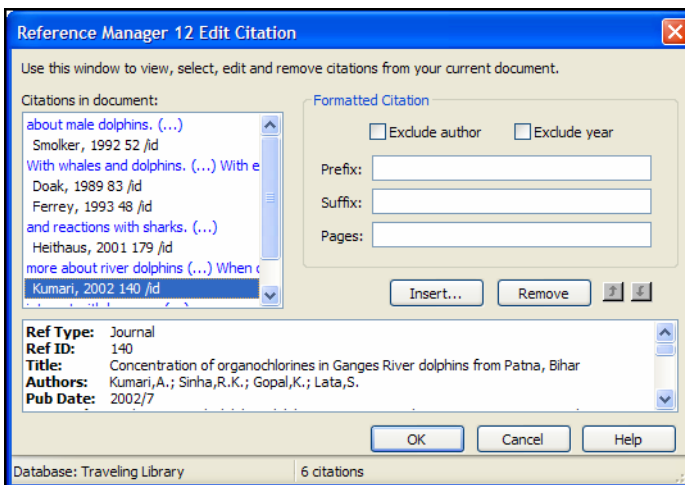 Reference Manager 12 Edit Citation
Use this window to view, select, edit and remove citations from your current document.
Citations in document:
about male dolphins. (...)
Smolker, 1992 52 /id
With whales and dolphins. (...) With e
Doak, 1989 83 /id
Ferrey, 1993 48 /id
and reactions with sharks. (...)
Heithaus, 2001 179 /id
more about river dolphins (...) When
Kumari, 2002 140 /id
Formatted Citation
Exclude author
Exclude year
Prefix:
Suffix:
Pages:
Insert...
Remove
Ref Type: Journal
Ref ID: 140
Title: Concentration of organochlorines in Ganges River dolphins from Patna, Bihar
Authors: Kumari,A.; Sinha,R.K.; Gopal,K.; Lata,S.
Pub Date: 2002/7
OK
Cancel
Help
Database: Traveling Library
6 citations